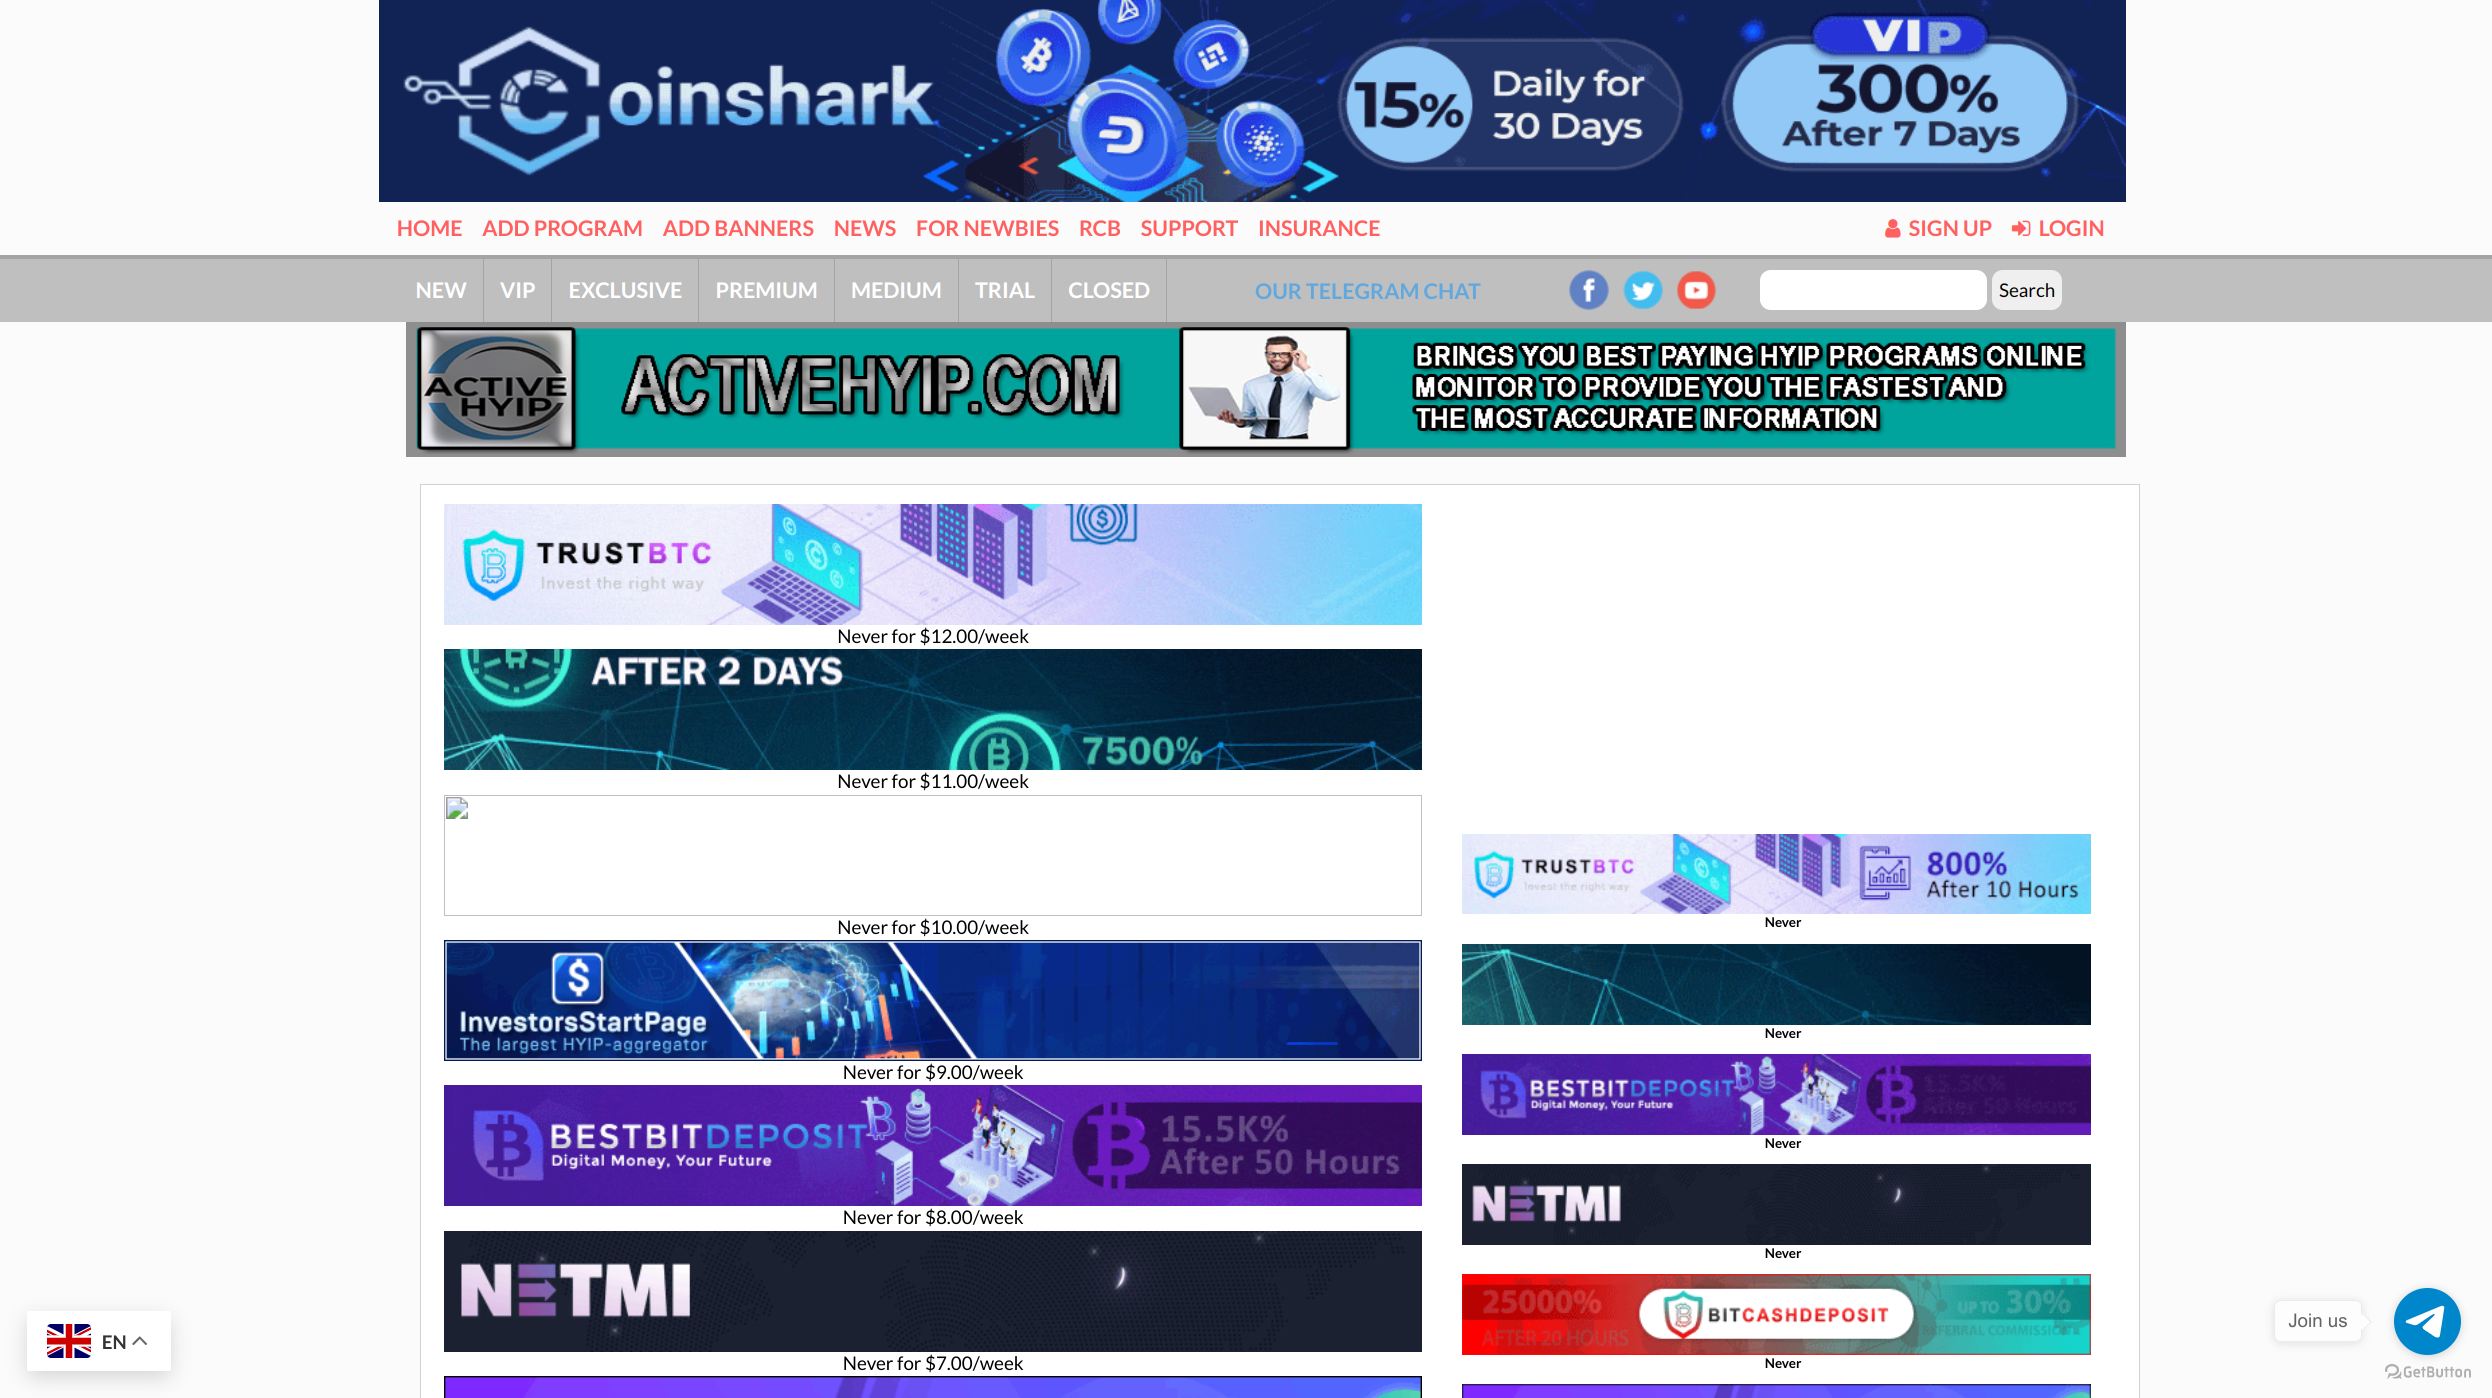 Coinshark
15% Daily for 30 Days
VIP
300%
After 7 Days
HOME ADD PROGRAM ADD BANNERS NEWS FOR NEWBIES RCB SUPPORT INSURANCE SIGN UP LOGIN
NEW VIP EXCLUSIVE PREMIUM MEDIUM TRIAL CLOSED OUR TELEGRAM CHAT Search
ACTIVE HYIP
ACTIVEHYIP.COM
BRINGS YOU BEST PAYING HYIP PROGRAMS ONLINE
MONITOR TO PROVIDE YOU THE FASTEST AND
THE MOST ACCURATE INFORMATION
TRUSTBTC
Invest the right way
Never for $12.00/week
AFTER 2 DAYS
7500%
Never for $11.00/week
Never for $10.00/week
InvestorsStartPage
The largest HYIP-aggregator
Never for $9.00/week
BESTBITDEPOSIT
Digital Money, Your Future
15.5K%
After 50 Hours
Never for $8.00/week
NETMI
Never for $7.00/week
TRUSTBTC
Invest the right way
800%
After 10 Hours
Never
Never
BESTBITDEPOSIT
Digital Money, Your Future
15.5K%
After 50 Hours
Never
NETMI
Never
25000%
AFTER 20 HOURS
BITCASHDEPOSIT
UP TO 30%
REFERRAL COMMISSION
Never
EN
Join us
GetButton